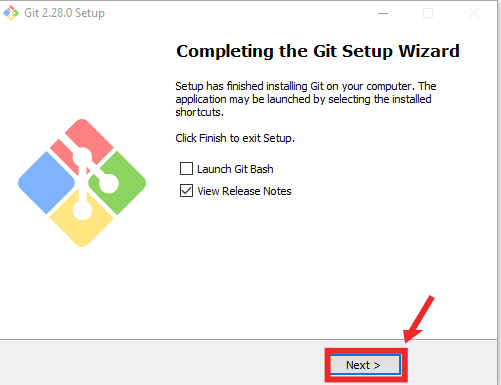 Git 2.28.0 Setup
Completing the Git Setup Wizard
Setup has finished installing Git on your computer. The
application may be launched by selecting the installed
shortcuts.
Click Finish to exit Setup.
Launch Git Bash
View Release Notes
Next >